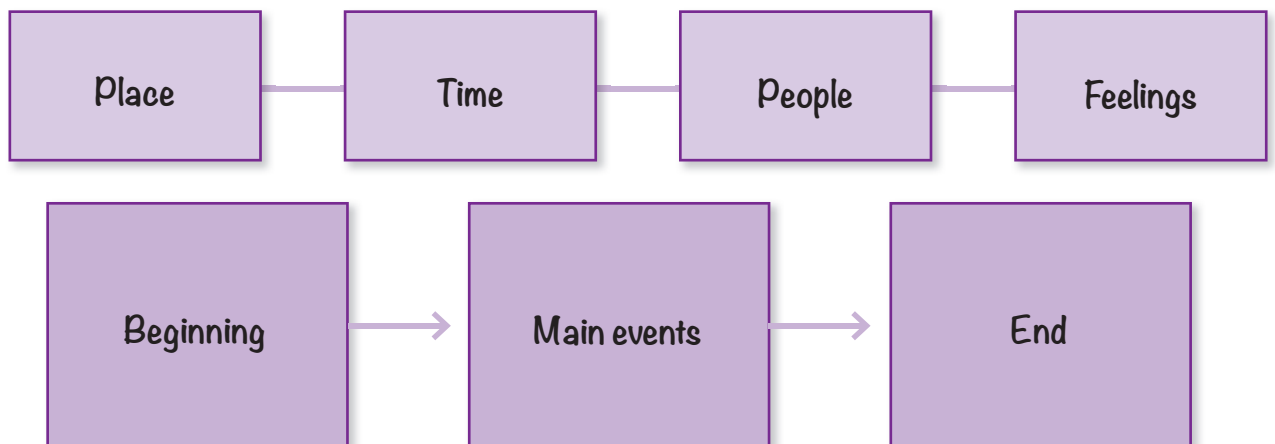 Place
Time
People
Feelings
Beginning
Main events
End